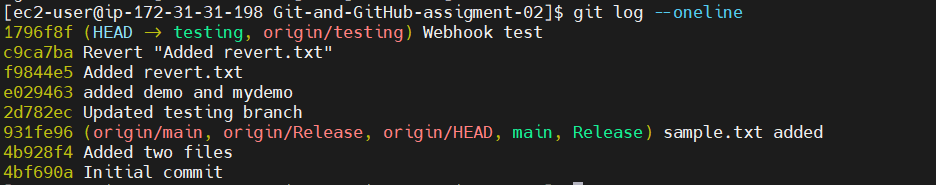 [ec2-user@ip-172-31-31-198 Git-and-GitHub-assigment-02]$ git log --oneline
1796f8f (HEAD -> testing, origin/testing) Webhook test
c9ca7ba Revert "Added revert.txt"
f9844e5 Added revert.txt
e029463 added demo and mydemo
2d782ec Updated testing branch
931fe96 (origin/main, origin/Release, origin/HEAD, main, Release) sample.txt added
4b928f4 Added two files
4bf690a Initial commit